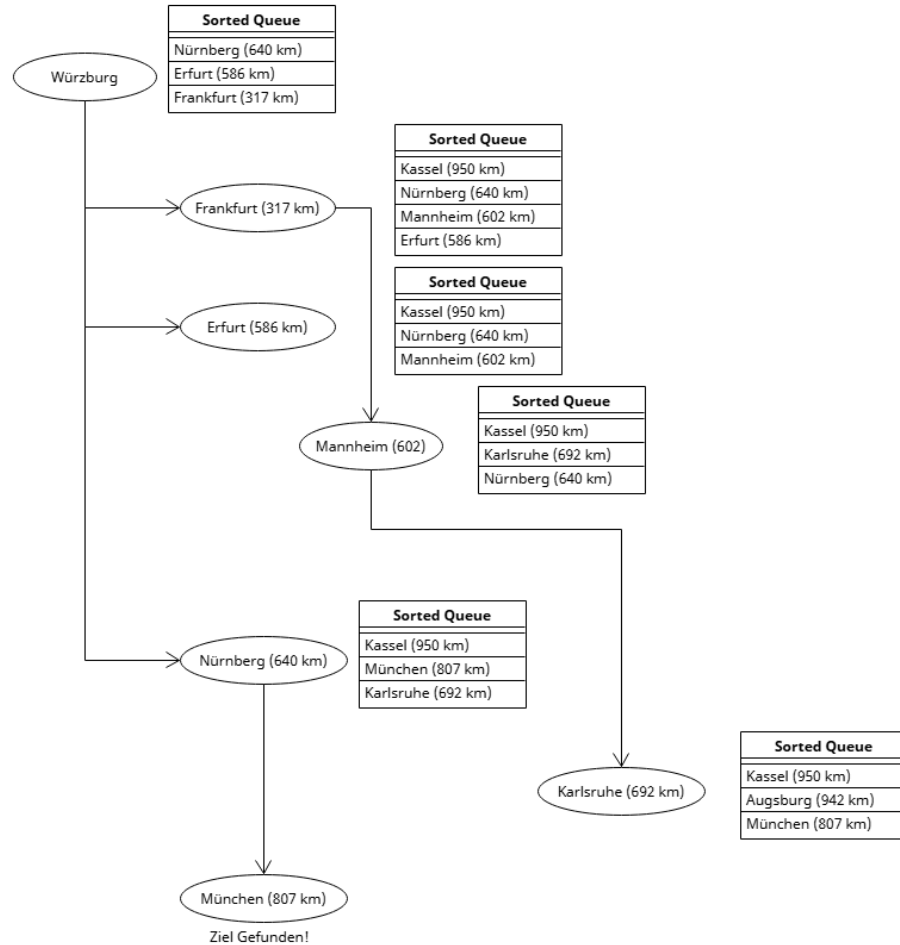 Sorted Queue
Nürnberg (640 km)
Erfurt (586 km)
Frankfurt (317 km)
Würzburg
Sorted Queue
Kassel (950 km)
Nürnberg (640 km)
Mannheim (602 km)
Erfurt (586 km)
Frankfurt (317 km)
Sorted Queue
Kassel (950 km)
Nürnberg (640 km)
Mannheim (602 km)
Erfurt (586 km)
Sorted Queue
Kassel (950 km)
Karlsruhe (692 km)
Nürnberg (640 km)
Mannheim (602)
Sorted Queue
Kassel (950 km)
München (807 km)
Karlsruhe (692 km)
Nürnberg (640 km)
Sorted Queue
Kassel (950 km)
Augsburg (942 km)
München (807 km)
Karlsruhe (692 km)
München (807 km)
Ziel Gefunden!